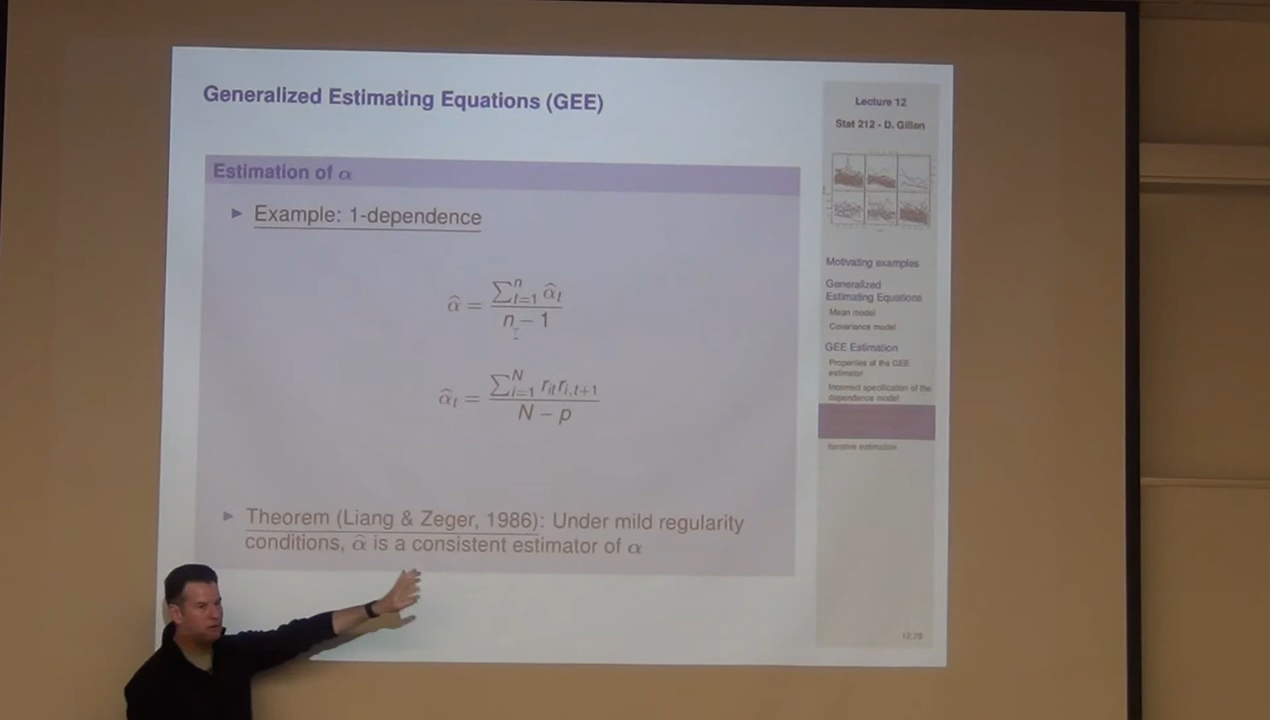 Generalized Estimating Equations (GEE)
Estimation of α
Example: 1-dependence
α̂ = ∑ⁿₜ₌₁ α̂ₜ / n − 1
α̂ₜ = ∑ᴺᵢ₌₁ rᵢₜrᵢ,ₜ₊₁ / N − p
Theorem (Liang & Zeger, 1986): Under mild regularity
conditions, α̂ is a consistent estimator of α
Lecture 12
Stat 212 - D. Gillen
Motivating examples
Generalized
Estimating Equations
Mean model
Covariance model
GEE Estimation
Properties of the GEE
estimator
Incorrect specification of the
dependence model
Iterative estimation